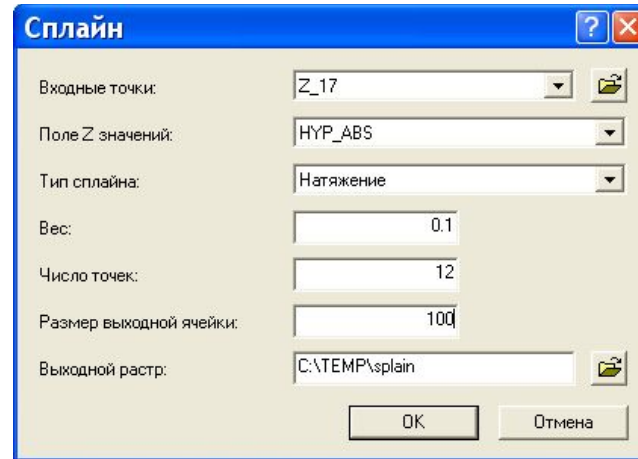 Сплайн
Входные точки: Z_17
Поле Z значений: HYP_ABS
Тип сплайна: Натяжение
Вес: 0.1
Число точек: 12
Размер выходной ячейки: 100
Выходной растр: C:\TEMP\splain
OK Отмена